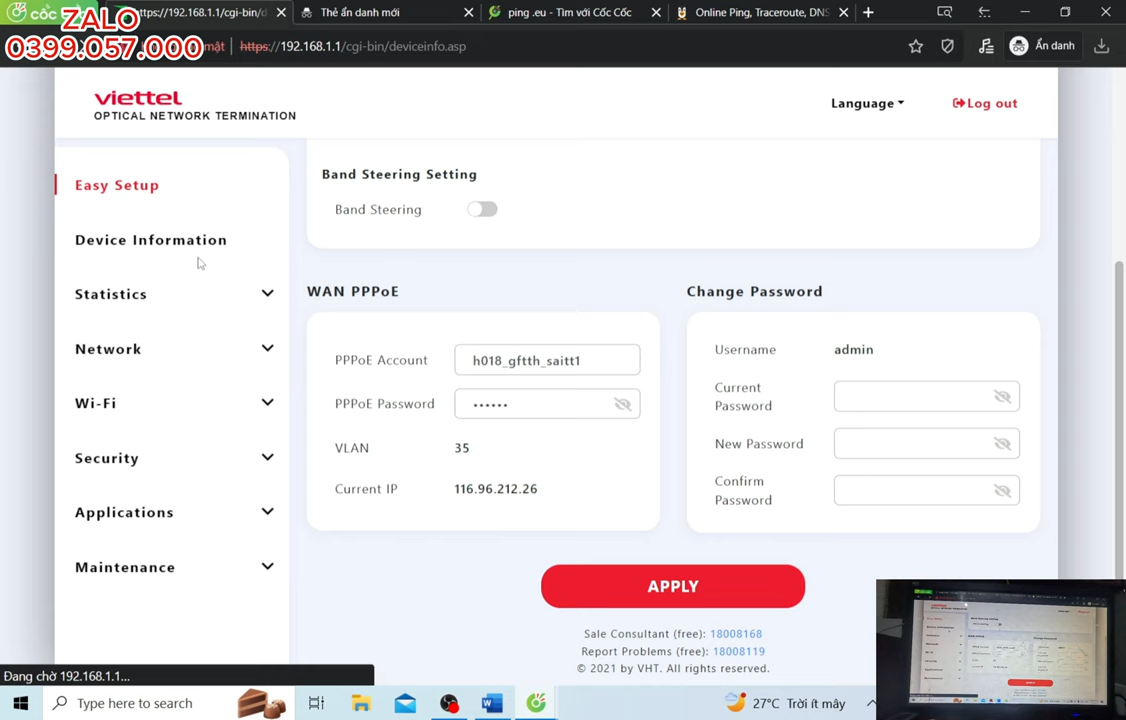 cốc cốc
https://192.168.1.1/cgi-bin/d
Thẻ ẩn danh mới
ping .eu - Tìm với Cốc Cốc
Online Ping, Traceroute, DNS
ZALO
0399.057.000
mật
https://192.168.1.1/cgi-bin/deviceinfo.asp
Ẩn danh
viettel
OPTICAL NETWORK TERMINATION
Language
Log out
Easy Setup
Device Information
Statistics
Network
Wi-Fi
Security
Applications
Maintenance
Band Steering Setting
Band Steering
WAN PPPoE
PPPoE Account
h018_gftth_saitt1
PPPoE Password
••••••
VLAN
35
Current IP
116.96.212.26
Change Password
Username
admin
Current
Password
New Password
Confirm
Password
APPLY
Sale Consultant (free): 18008168
Report Problems (free): 18008119
© 2021 by VHT. All rights reserved.
Đang chờ 192.168.1.1...
Type here to search
27°C Trời ít mây